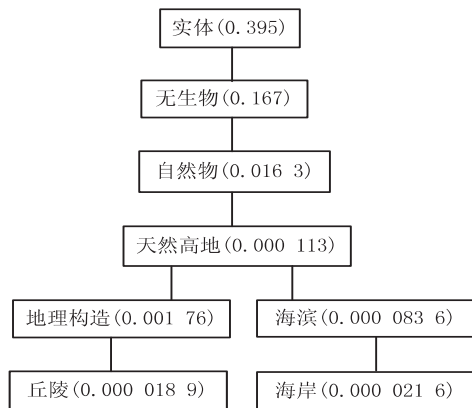 实体(0.395)
无生物(0.167)
自然物(0.016 3)
天然高地(0.000 113)
地理构造(0.001 76) 海滨(0.000 083 6)
丘陵(0.000 018 9) 海岸(0.000 021 6)